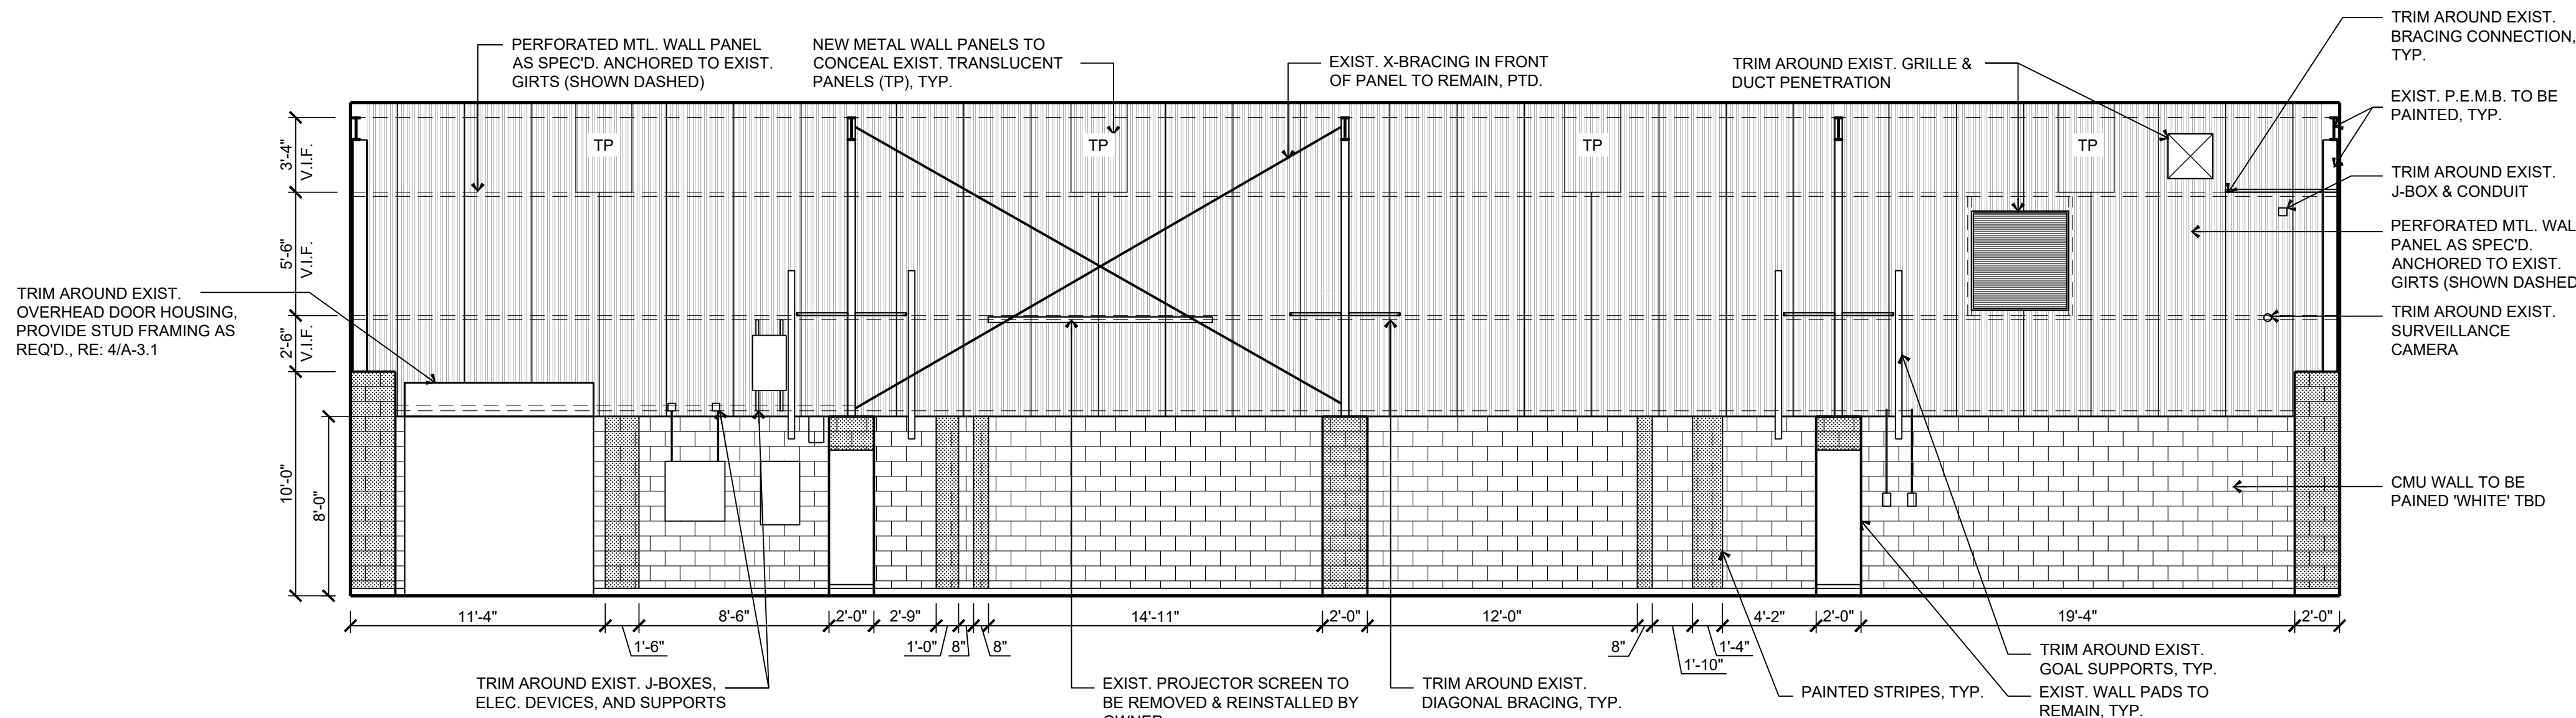 PERFORATED MTL. WALL PANEL
AS SPEC'D. ANCHORED TO EXIST.
GIRTS (SHOWN DASHED)
NEW METAL WALL PANELS TO
CONCEAL EXIST. TRANSLUCENT
PANELS (TP), TYP.
EXIST. X-BRACING IN FRONT
OF PANEL TO REMAIN, PTD.
TRIM AROUND EXIST. GRILLE &
DUCT PENETRATION
TRIM AROUND EXIST.
BRACING CONNECTION,
TYP.
EXIST. P.E.M.B. TO BE
PAINTED, TYP.
TRIM AROUND EXIST.
J-BOX & CONDUIT
PERFORATED MTL. WAL
PANEL AS SPEC'D.
ANCHORED TO EXIST.
GIRTS (SHOWN DASHED
TRIM AROUND EXIST.
SURVEILLANCE
CAMERA
CMU WALL TO BE
PAINED 'WHITE' TBD
TP
TP
TP
TP
3'-4"
V.I.F.
5'-6"
V.I.F.
2'-6"
V.I.F.
10'-0"
8'-0"
TRIM AROUND EXIST.
OVERHEAD DOOR HOUSING,
PROVIDE STUD FRAMING AS
REQ'D., RE: 4/A-3.1
11'-4"
1'-6"
8'-6"
2'-0"
2'-9"
1'-0"
8"
8"
14'-11"
2'-0"
12'-0"
8"
1'-10"
1'-4"
4'-2"
2'-0"
19'-4"
2'-0"
TRIM AROUND EXIST. J-BOXES,
ELEC. DEVICES, AND SUPPORTS
EXIST. PROJECTOR SCREEN TO
BE REMOVED & REINSTALLED BY
TRIM AROUND EXIST.
DIAGONAL BRACING, TYP.
PAINTED STRIPES, TYP.
TRIM AROUND EXIST.
GOAL SUPPORTS, TYP.
EXIST. WALL PADS TO
REMAIN, TYP.